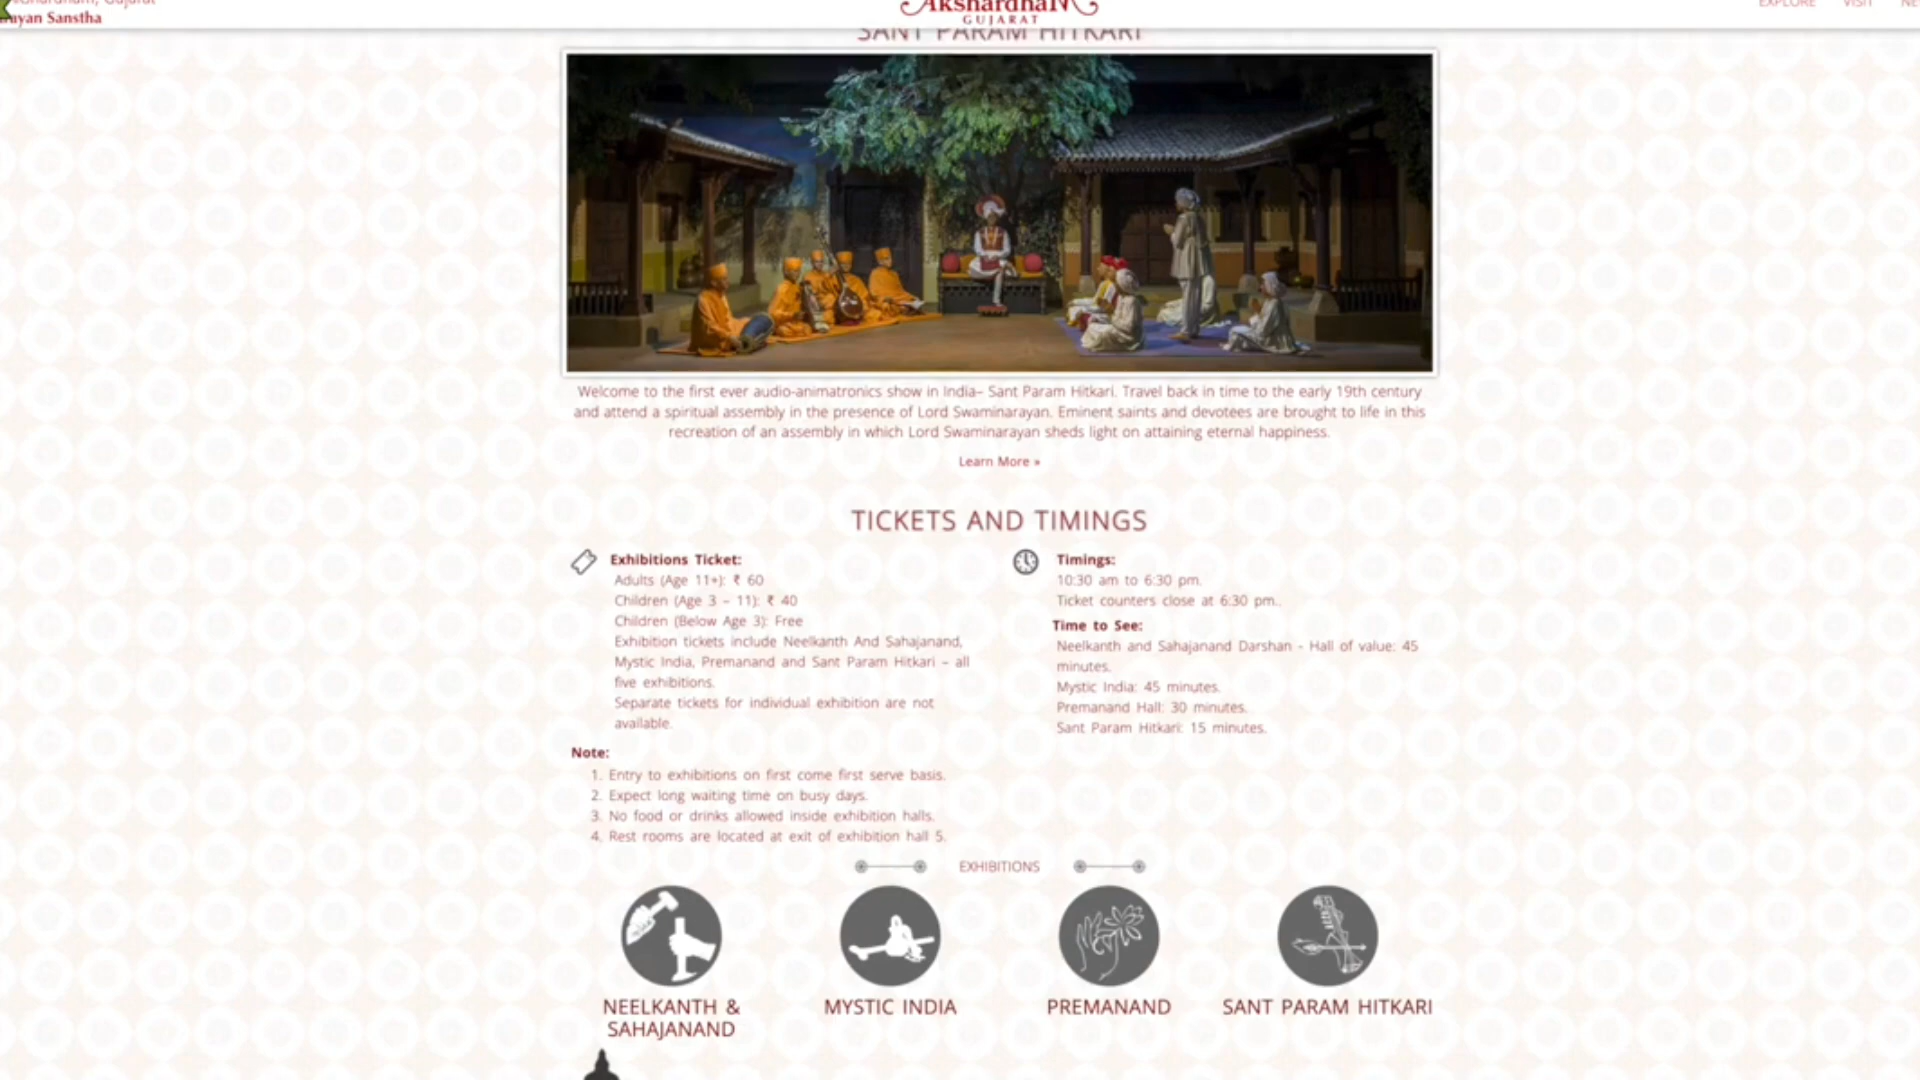 ayan Sanstha
Akshardham
GUJARAT
EXPLORE VISIT NE
SANT PARAM HITKARI
Welcome to the first ever audio-animatronics show in India– Sant Param Hitkari. Travel back in time to the early 19th century
and attend a spiritual assembly in the presence of Lord Swaminarayan. Eminent saints and devotees are brought to life in this
recreation of an assembly in which Lord Swaminarayan sheds light on attaining eternal happiness.
Learn More »
TICKETS AND TIMINGS
Exhibitions Ticket:
Adults (Age 11+): ₹ 60
Children (Age 3 – 11): ₹ 40
Children (Below Age 3): Free
Exhibition tickets include Neelkanth And Sahajanand,
Mystic India, Premanand and Sant Param Hitkari – all
five exhibitions.
Separate tickets for individual exhibition are not
available.
Timings:
10:30 am to 6:30 pm.
Ticket counters close at 6:30 pm..
Time to See:
Neelkanth and Sahajanand Darshan - Hall of value: 45
minutes.
Mystic India: 45 minutes.
Premanand Hall: 30 minutes.
Sant Param Hitkari: 15 minutes.
Note:
1. Entry to exhibitions on first come first serve basis.
2. Expect long waiting time on busy days.
3. No food or drinks allowed inside exhibition halls.
4. Rest rooms are located at exit of exhibition hall 5.
EXHIBITIONS
NEELKANTH &
SAHAJANAND
MYSTIC INDIA
PREMANAND
SANT PARAM HITKARI